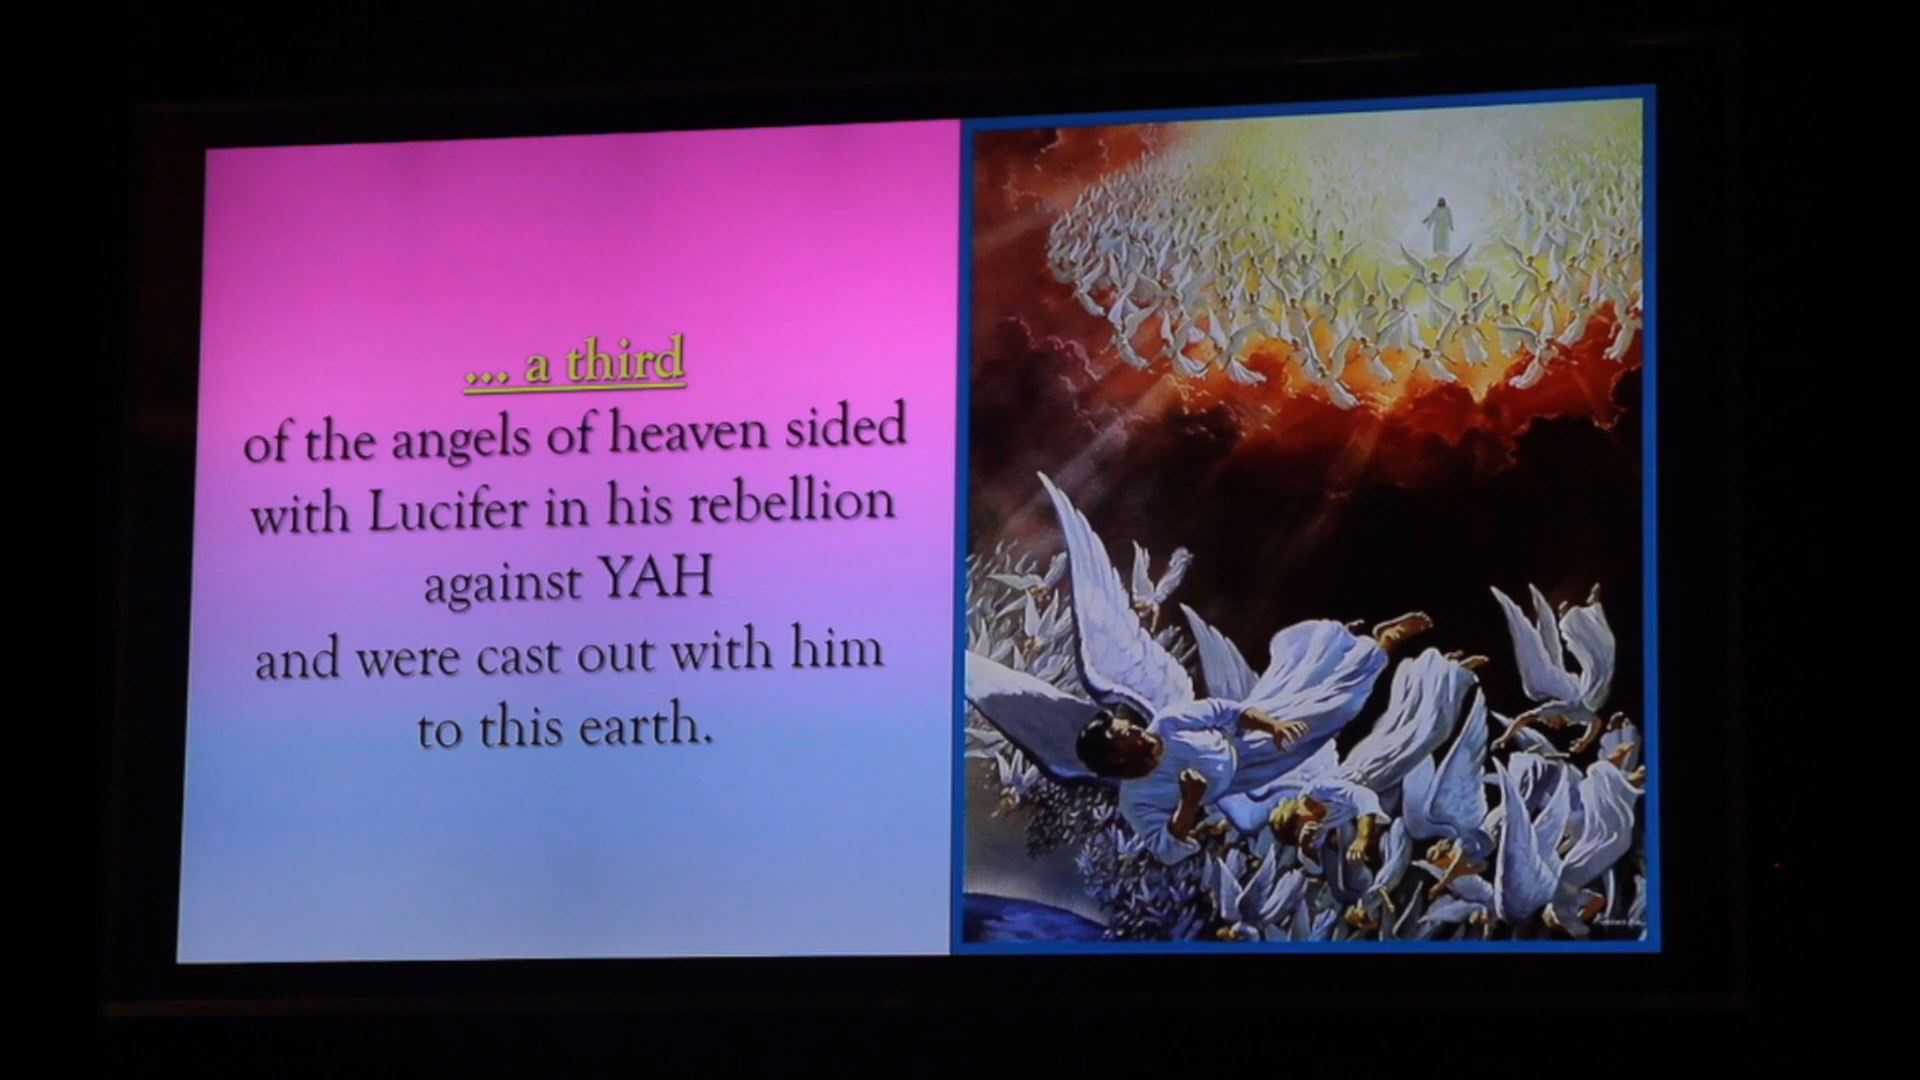 ... a third
of the angels of heaven sided
with Lucifer in his rebellion
against YAH
and were cast out with him
to this earth.